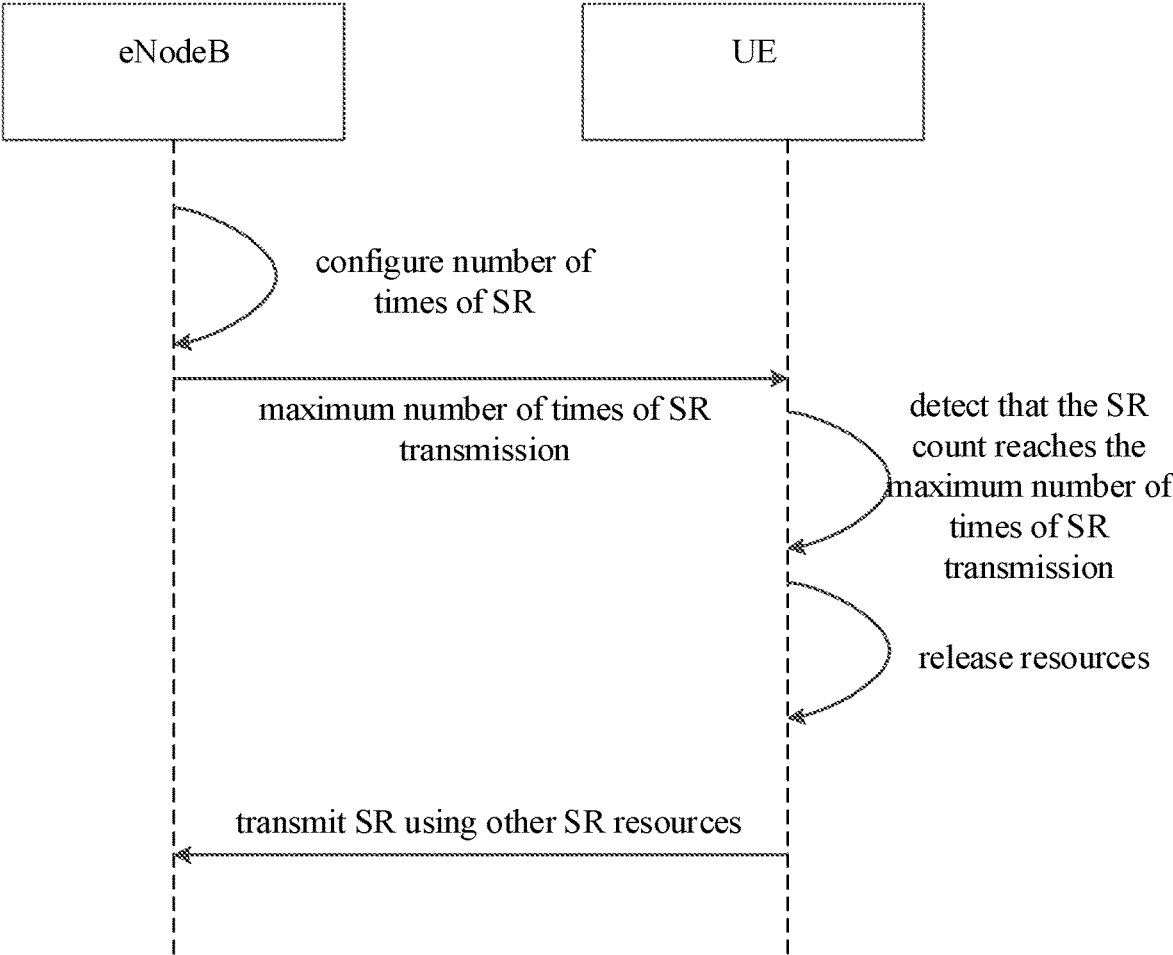 eNodeB
UE
configure number of
times of SR
maximum number of times of SR
transmission
detect that the SR
count reaches the
maximum number of
times of SR
transmission
release resources
transmit SR using other SR resources